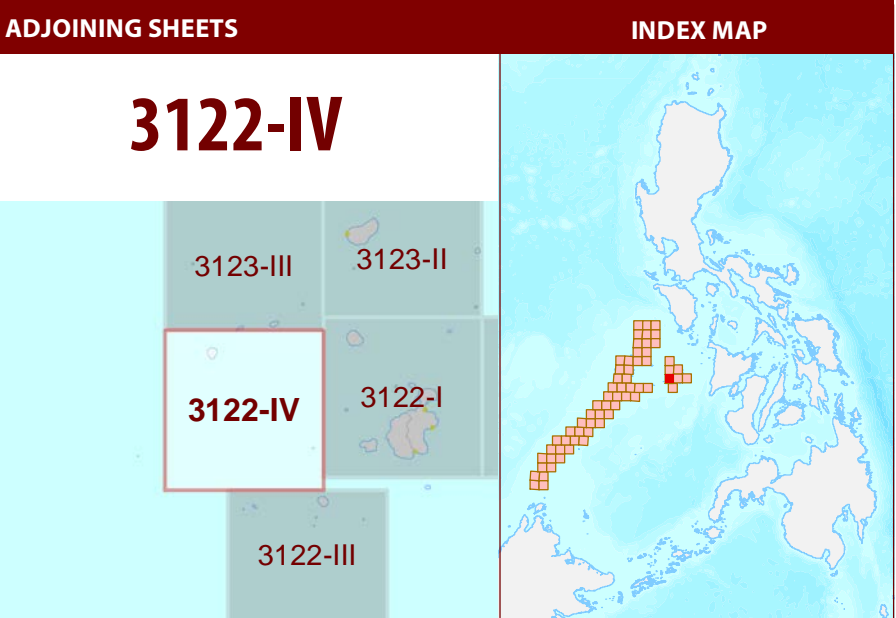 ADJOINING SHEETS
INDEX MAP
3122-IV
3123-III
3123-II
3122-IV
3122-I
3122-III